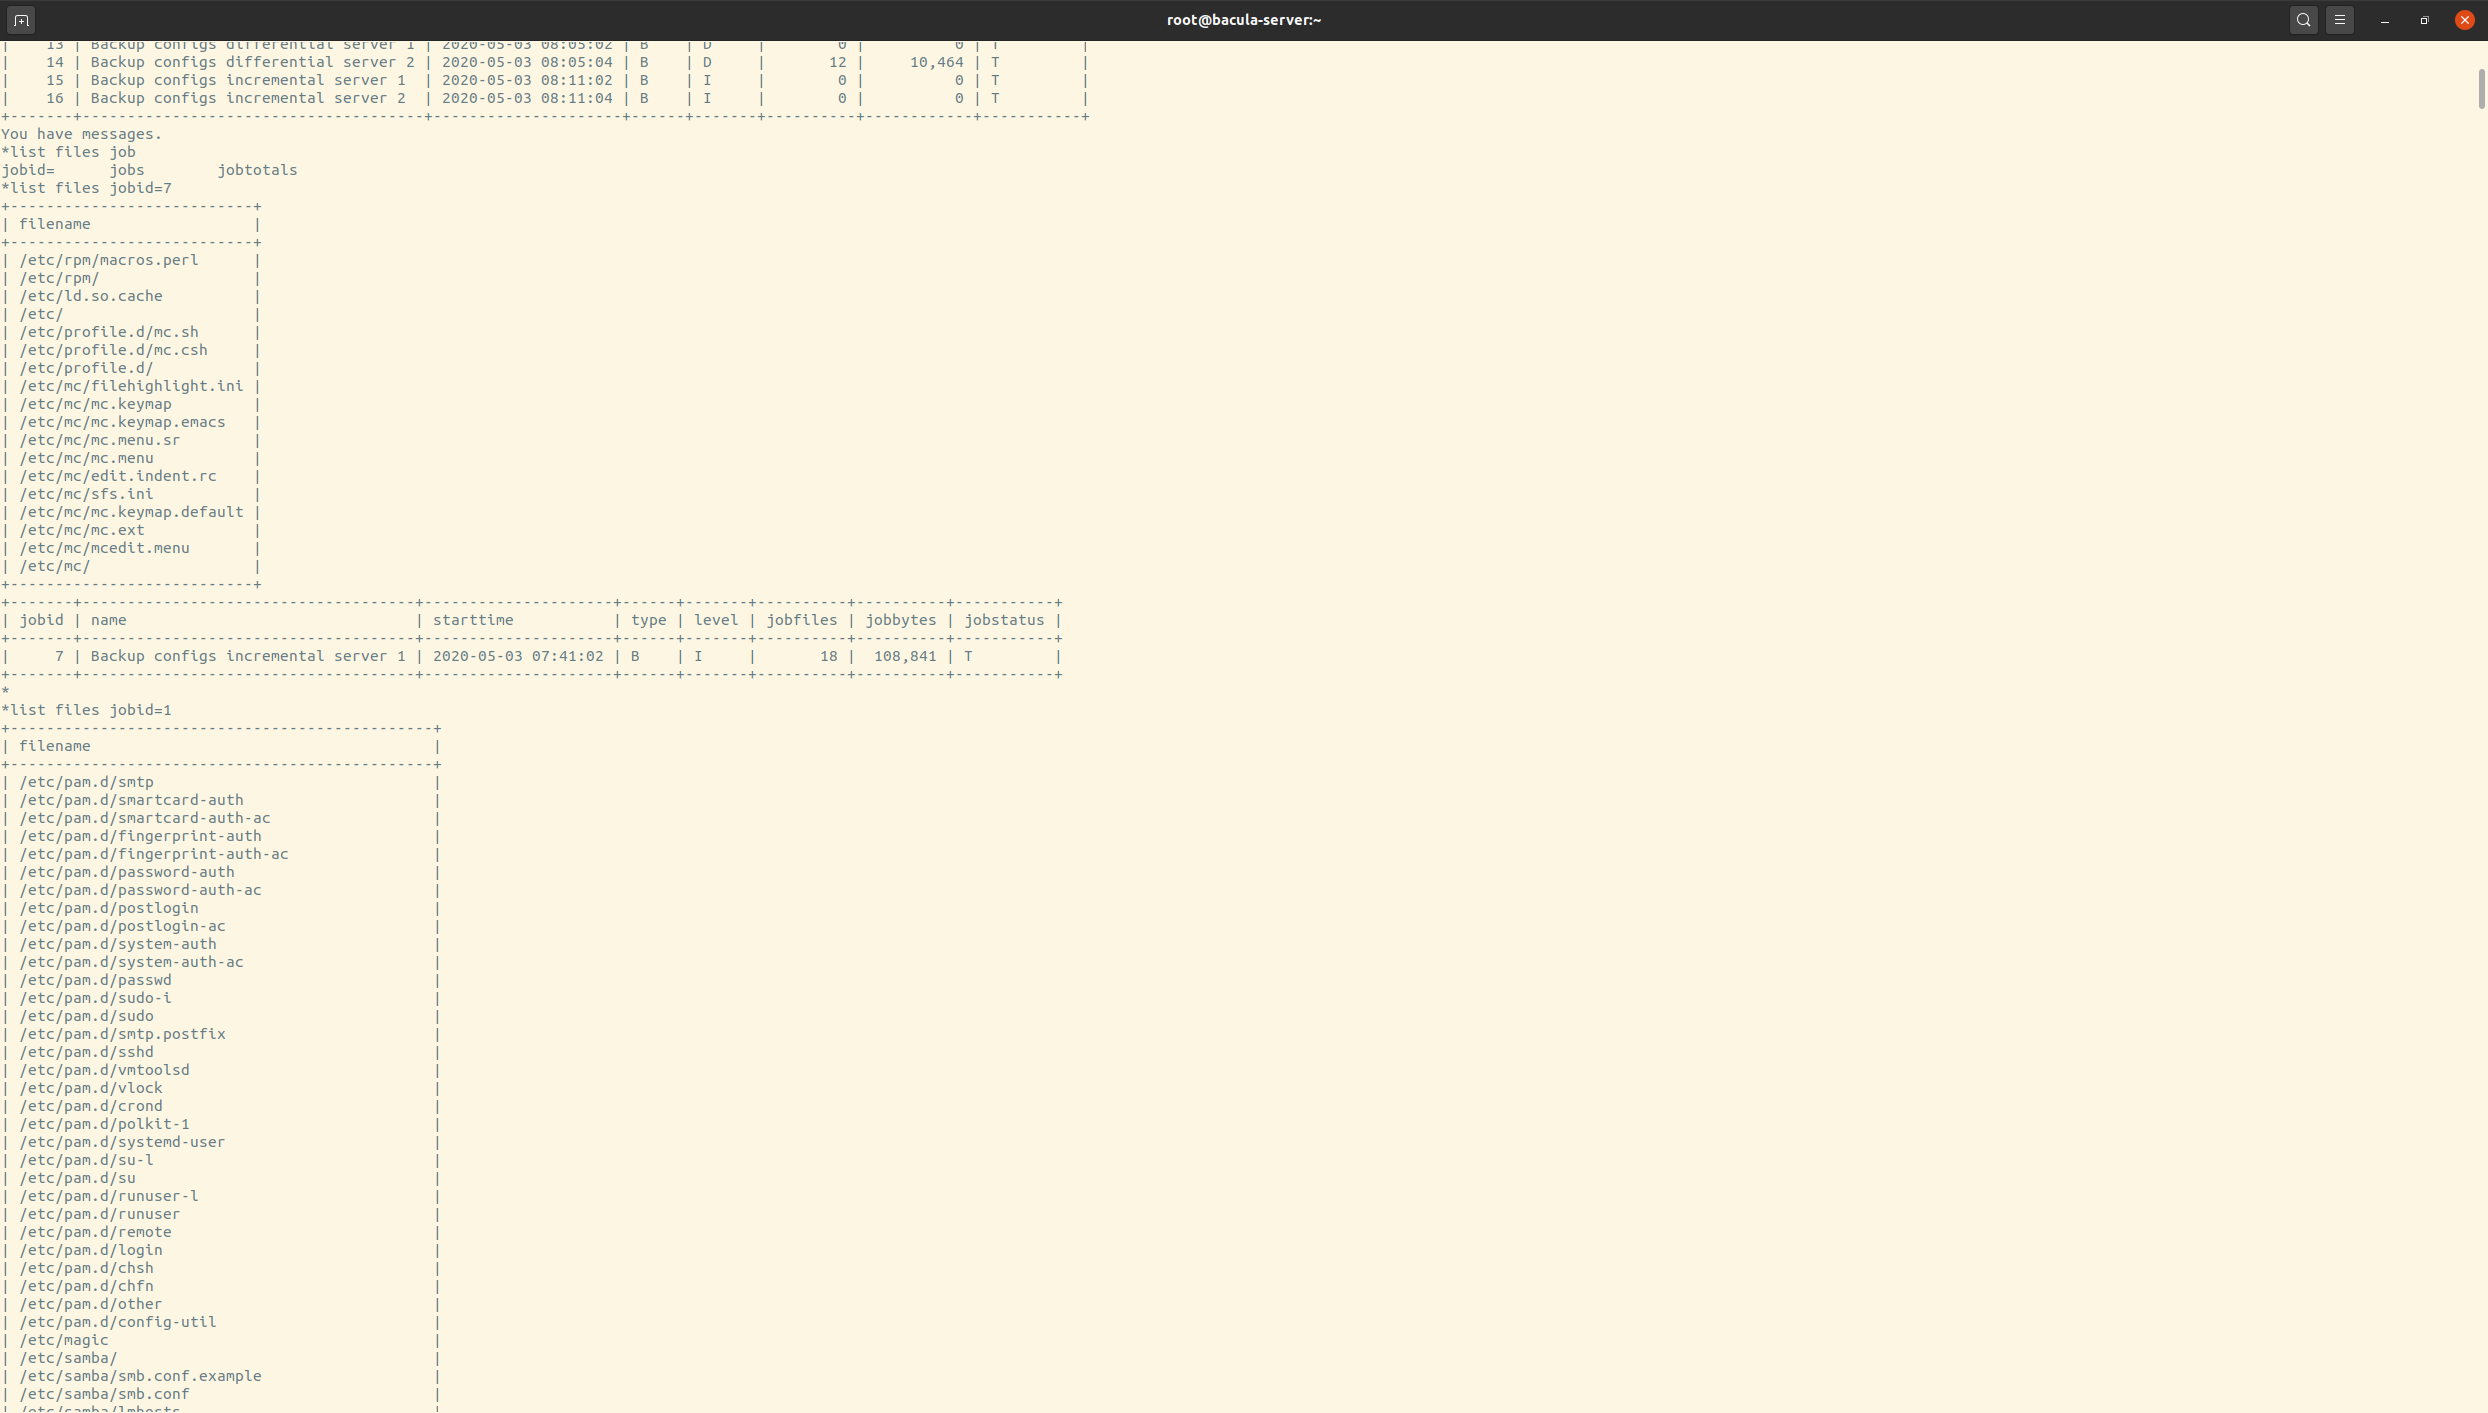 root@bacula-server:~
|    13 | Backup configs differential server 1 | 2020-05-03 08:05:02 | B    | D     |        0 |          0 | T         |
|    14 | Backup configs differential server 2 | 2020-05-03 08:05:04 | B    | D     |       12 |     10,464 | T         |
|    15 | Backup configs incremental server 1  | 2020-05-03 08:11:02 | B    | I     |        0 |          0 | T         |
|    16 | Backup configs incremental server 2  | 2020-05-03 08:11:04 | B    | I     |        0 |          0 | T         |
+-------+--------------------------------------+---------------------+------+-------+----------+------------+-----------+
You have messages.
*list files job
jobid=      jobs        jobtotals
*list files jobid=7
+---------------------------+
| filename                  |
+---------------------------+
| /etc/rpm/macros.perl      |
| /etc/rpm/                 |
| /etc/ld.so.cache          |
| /etc/                     |
| /etc/profile.d/mc.sh      |
| /etc/profile.d/mc.csh     |
| /etc/profile.d/           |
| /etc/mc/filehighlight.ini |
| /etc/mc/mc.keymap         |
| /etc/mc/mc.keymap.emacs   |
| /etc/mc/mc.menu.sr        |
| /etc/mc/mc.menu           |
| /etc/mc/edit.indent.rc    |
| /etc/mc/sfs.ini           |
| /etc/mc/mc.keymap.default |
| /etc/mc/mc.ext            |
| /etc/mc/mcedit.menu       |
| /etc/mc/                  |
+---------------------------+
+-------+-------------------------------------+---------------------+------+-------+----------+----------+-----------+
| jobid | name                                | starttime           | type | level | jobfiles | jobbytes | jobstatus |
+-------+-------------------------------------+---------------------+------+-------+----------+----------+-----------+
|     7 | Backup configs incremental server 1 | 2020-05-03 07:41:02 | B    | I     |       18 |  108,841 | T         |
+-------+-------------------------------------+---------------------+------+-------+----------+----------+-----------+
*
*list files jobid=1
+-----------------------------------------------+
| filename                                      |
+-----------------------------------------------+
| /etc/pam.d/smtp                               |
| /etc/pam.d/smartcard-auth                     |
| /etc/pam.d/smartcard-auth-ac                  |
| /etc/pam.d/fingerprint-auth                   |
| /etc/pam.d/fingerprint-auth-ac                |
| /etc/pam.d/password-auth                      |
| /etc/pam.d/password-auth-ac                   |
| /etc/pam.d/postlogin                          |
| /etc/pam.d/postlogin-ac                       |
| /etc/pam.d/system-auth                        |
| /etc/pam.d/system-auth-ac                     |
| /etc/pam.d/passwd                             |
| /etc/pam.d/sudo-i                             |
| /etc/pam.d/sudo                               |
| /etc/pam.d/smtp.postfix                       |
| /etc/pam.d/sshd                               |
| /etc/pam.d/vmtoolsd                           |
| /etc/pam.d/vlock                              |
| /etc/pam.d/crond                              |
| /etc/pam.d/polkit-1                           |
| /etc/pam.d/systemd-user                       |
| /etc/pam.d/su-l                               |
| /etc/pam.d/su                                 |
| /etc/pam.d/runuser-l                          |
| /etc/pam.d/runuser                            |
| /etc/pam.d/remote                             |
| /etc/pam.d/login                              |
| /etc/pam.d/chsh                               |
| /etc/pam.d/chfn                               |
| /etc/pam.d/other                              |
| /etc/pam.d/config-util                        |
| /etc/magic                                    |
| /etc/samba/                                   |
| /etc/samba/smb.conf.example                   |
| /etc/samba/smb.conf                           |
| /etc/samba/lmhosts                            |